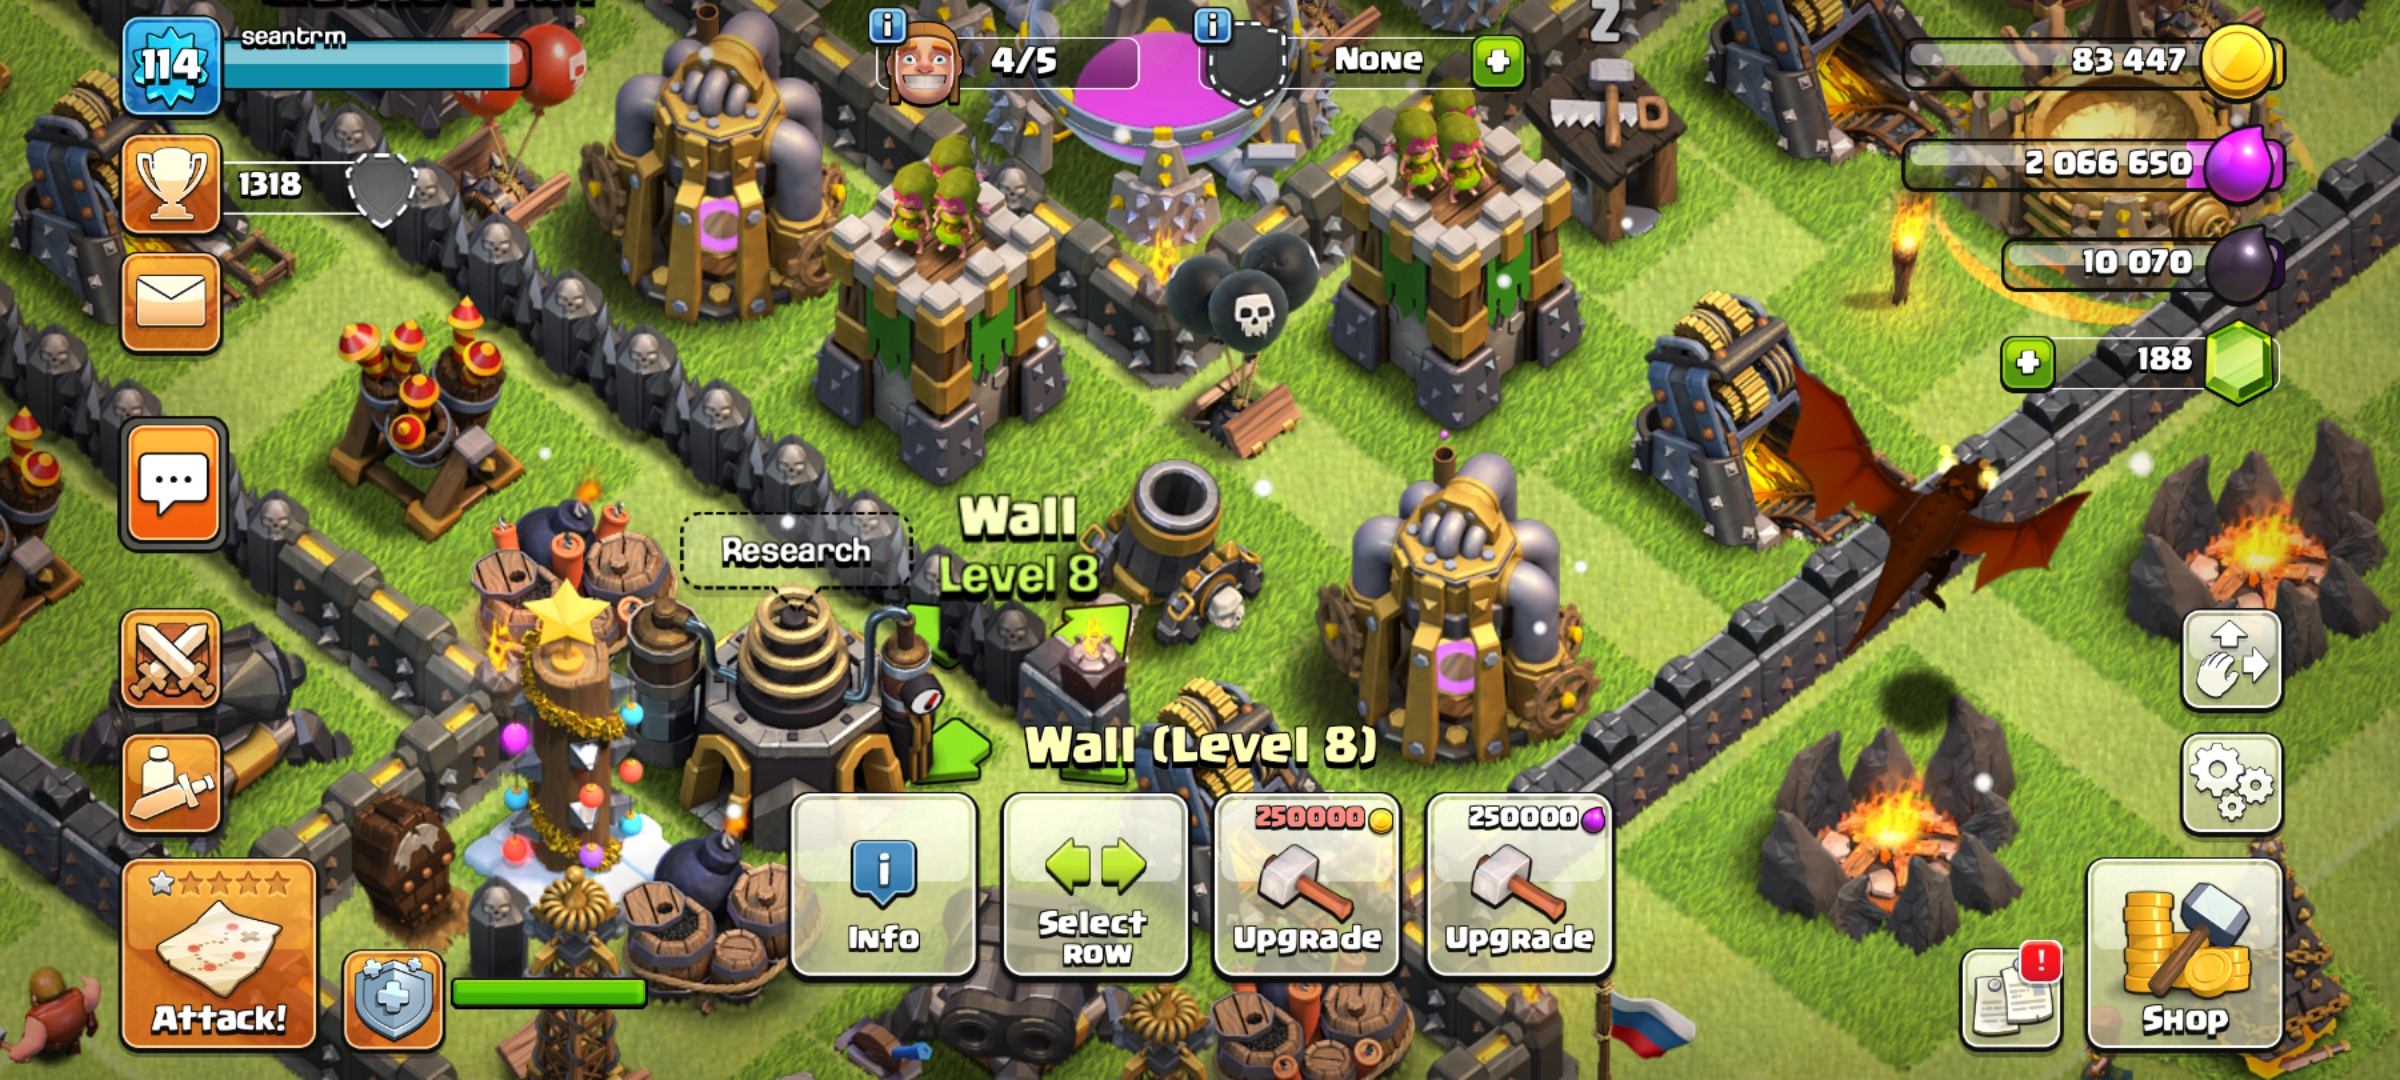 114
seantrm
4/5
None
83 447
1318
2 066 650
10 070
188
Wall
Level 8
Research
Wall (Level 8)
250000
250000
Info
Select
Row
Upgrade
Upgrade
Attack!
!
Shop